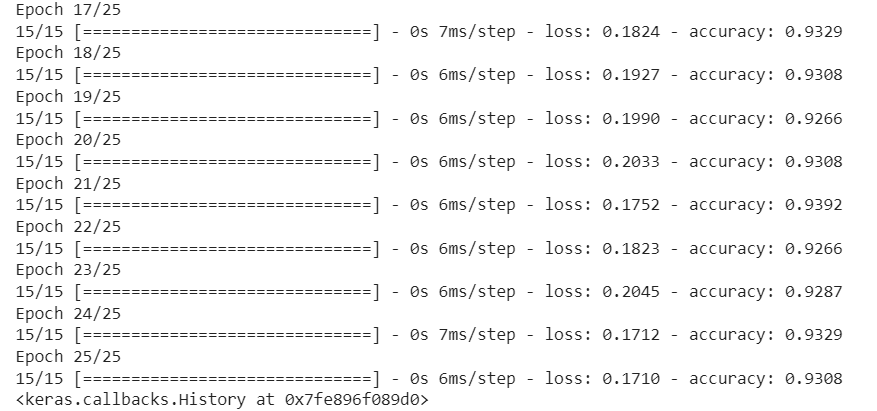 Epoch 17/25
15/15 [==============================] - 0s 7ms/step - loss: 0.1824 - accuracy: 0.9329
Epoch 18/25
15/15 [==============================] - 0s 6ms/step - loss: 0.1927 - accuracy: 0.9308
Epoch 19/25
15/15 [==============================] - 0s 6ms/step - loss: 0.1990 - accuracy: 0.9266
Epoch 20/25
15/15 [==============================] - 0s 6ms/step - loss: 0.2033 - accuracy: 0.9308
Epoch 21/25
15/15 [==============================] - 0s 6ms/step - loss: 0.1752 - accuracy: 0.9392
Epoch 22/25
15/15 [==============================] - 0s 6ms/step - loss: 0.1823 - accuracy: 0.9266
Epoch 23/25
15/15 [==============================] - 0s 6ms/step - loss: 0.2045 - accuracy: 0.9287
Epoch 24/25
15/15 [==============================] - 0s 7ms/step - loss: 0.1712 - accuracy: 0.9329
Epoch 25/25
15/15 [==============================] - 0s 6ms/step - loss: 0.1710 - accuracy: 0.9308
<keras.callbacks.History at 0x7fe896f089d0>